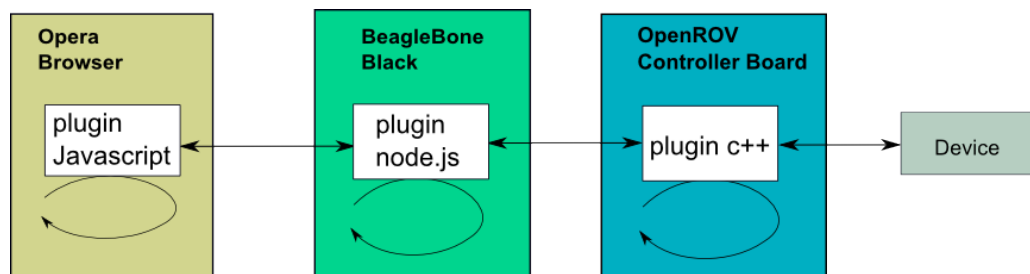 Opera
Browser
plugin
Javascript
BeagleBone
Black
plugin
node.js
OpenROV
Controller Board
plugin c++
Device